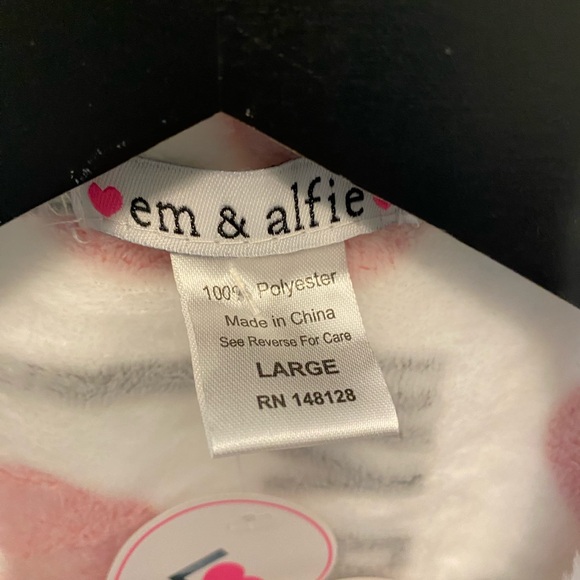 em & alfie
100% Polyester
Made in China
See Reverse For Care
LARGE
RN 148128
L